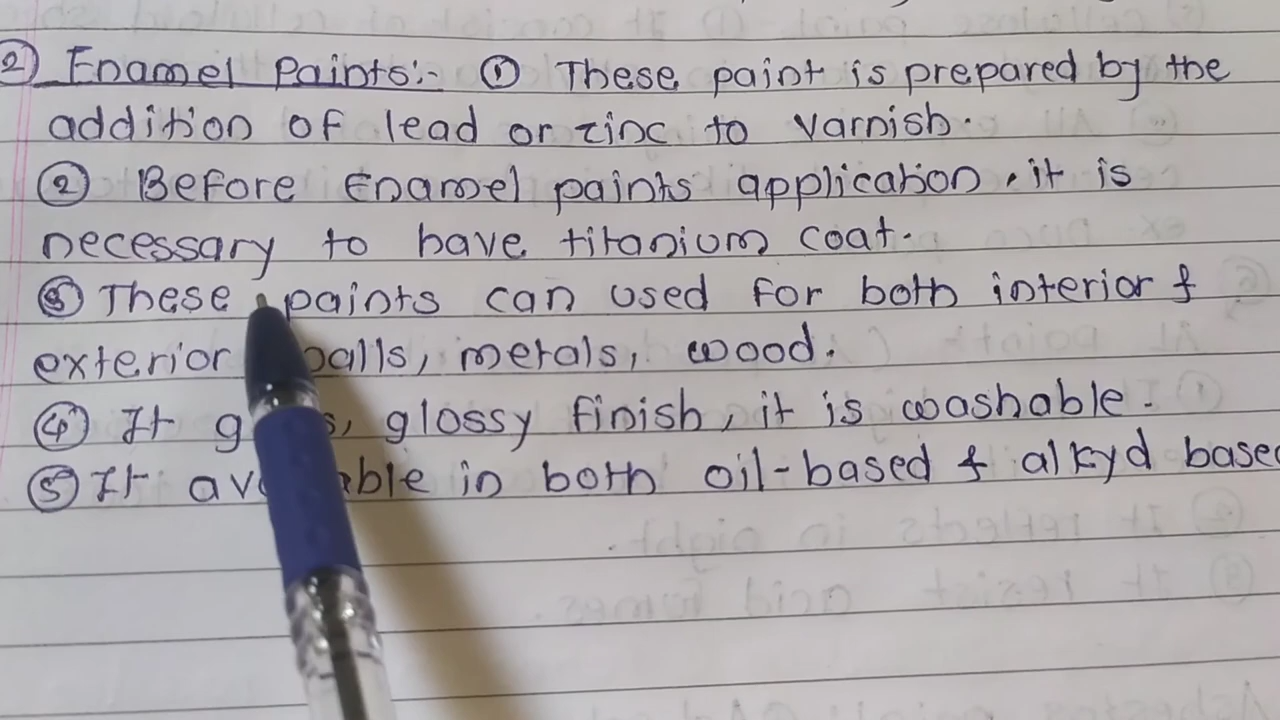 ② Enamel Paints:- ① These paint is prepared by the
addition of lead or zinc to varnish.
② Before Enamel paints application, it is
necessary to have titanium coat.
③ These paints can used for both interior &
exterior walls, metals, wood.
④ It glossy finish, it is washable.
⑤ It available in both oil-based & alkyd based